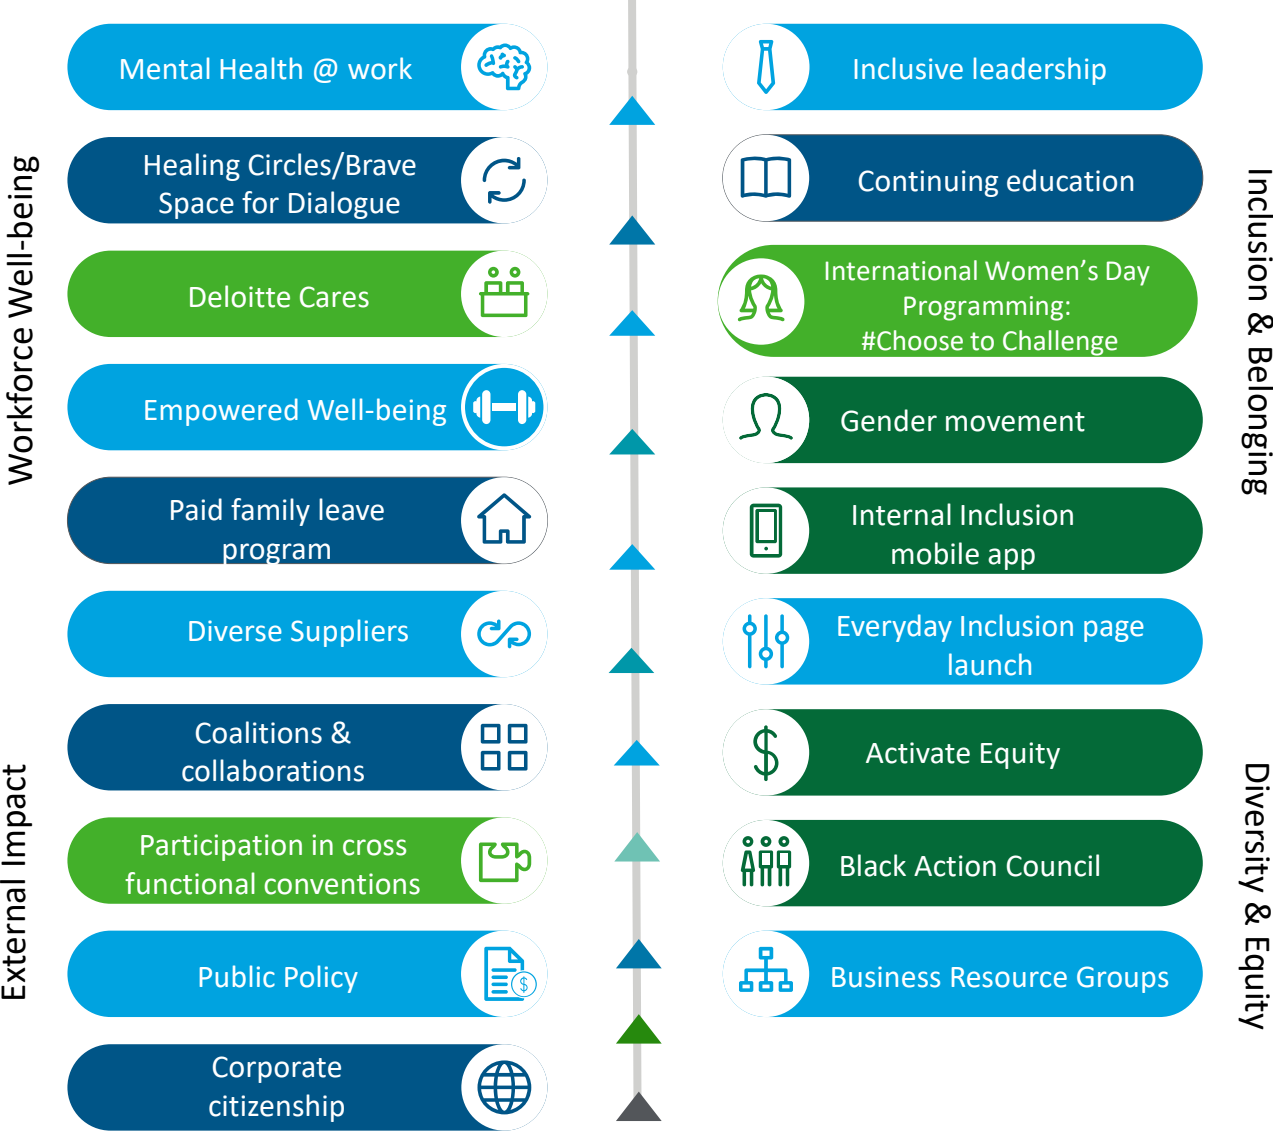 Workforce Well-being
Mental Health @ work
Healing Circles/Brave
Space for Dialogue
Deloitte Cares
Empowered Well-being
Paid family leave
program
External Impact
Diverse Suppliers
Coalitions &
collaborations
Participation in cross
functional conventions
Public Policy
$
Corporate
citizenship
Inclusion & Belonging
Inclusive leadership
Continuing education
International Women’s Day
Programming:
#Choose to Challenge
Gender movement
Internal Inclusion
mobile app
Everyday Inclusion page
launch
Diversity & Equity
$
Activate Equity
Black Action Council
Business Resource Groups